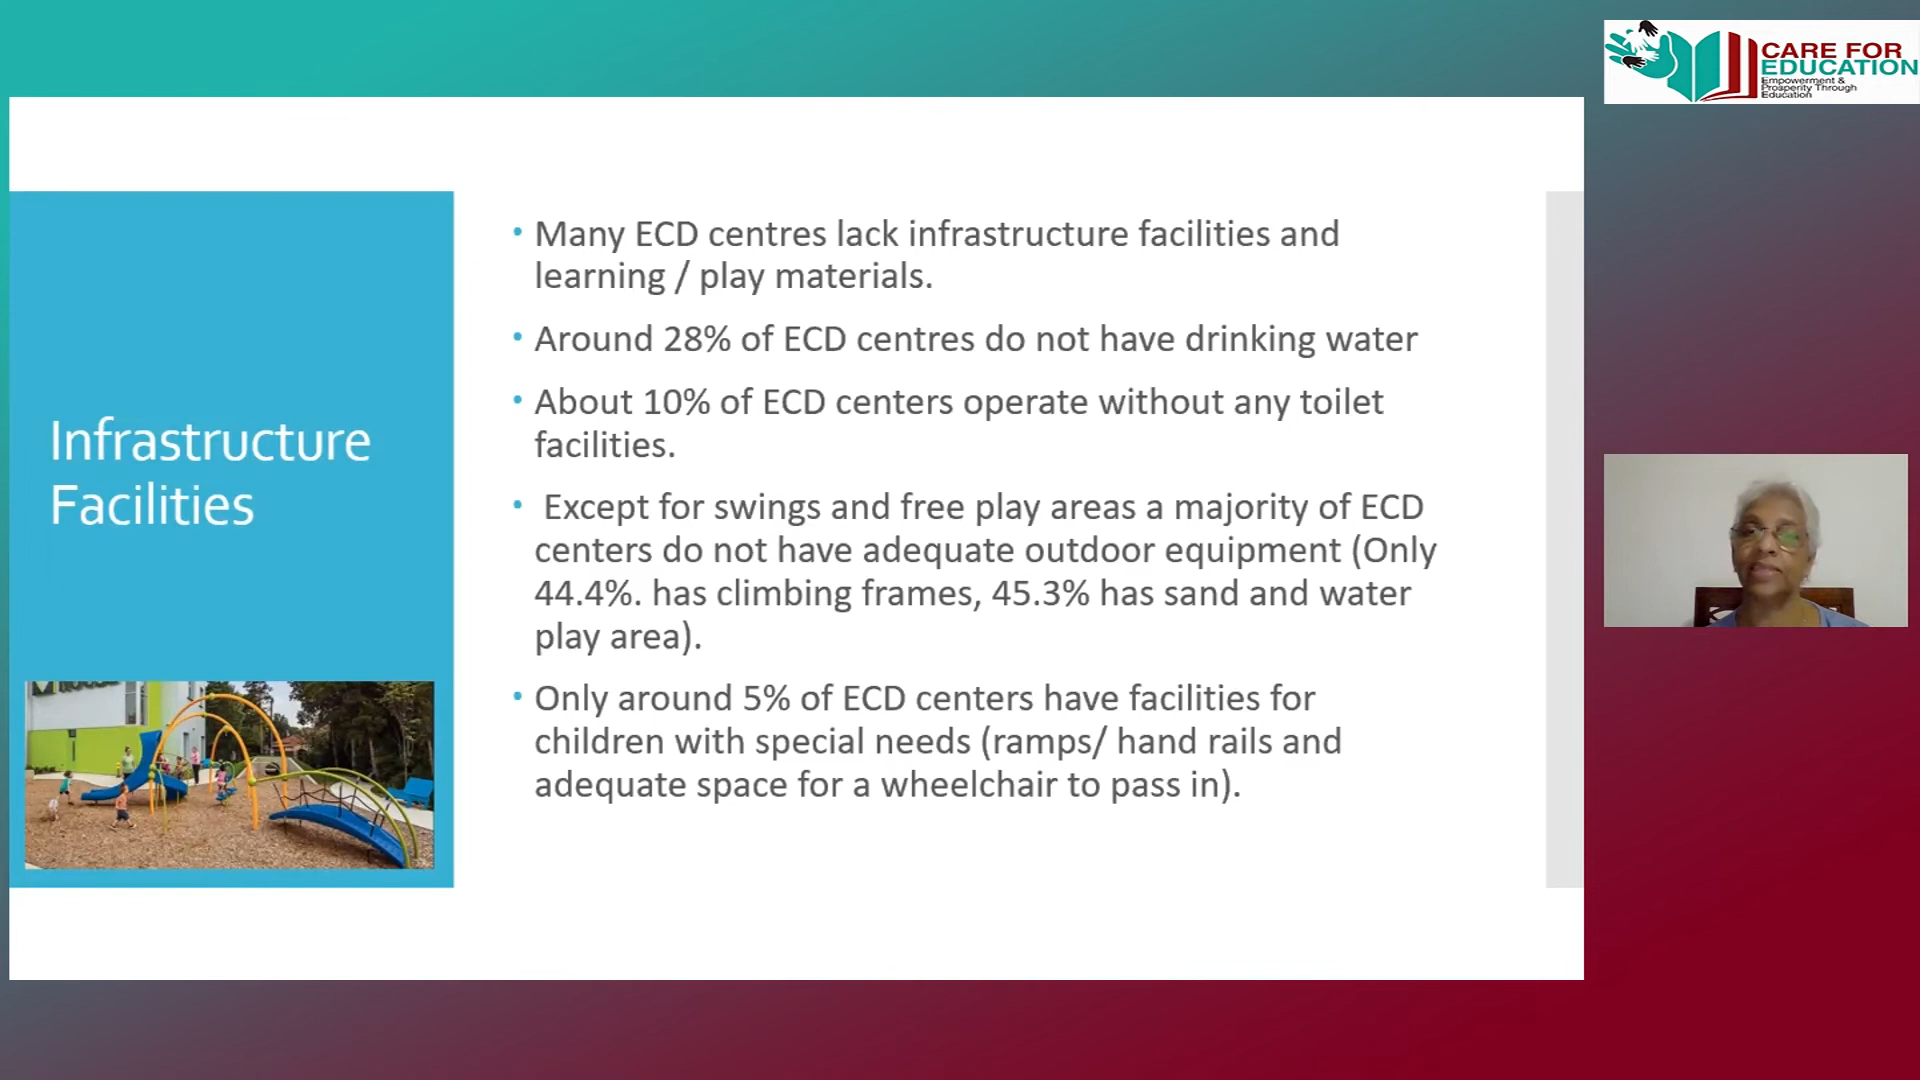 CARE FOR
EDUCATION
Empowerment &
Prosperity Through
Education
Infrastructure
Facilities
• Many ECD centres lack infrastructure facilities and
learning / play materials.
• Around 28% of ECD centres do not have drinking water
• About 10% of ECD centers operate without any toilet
facilities.
• Except for swings and free play areas a majority of ECD
centers do not have adequate outdoor equipment (Only
44.4%. has climbing frames, 45.3% has sand and water
play area).
• Only around 5% of ECD centers have facilities for
children with special needs (ramps/ hand rails and
adequate space for a wheelchair to pass in).